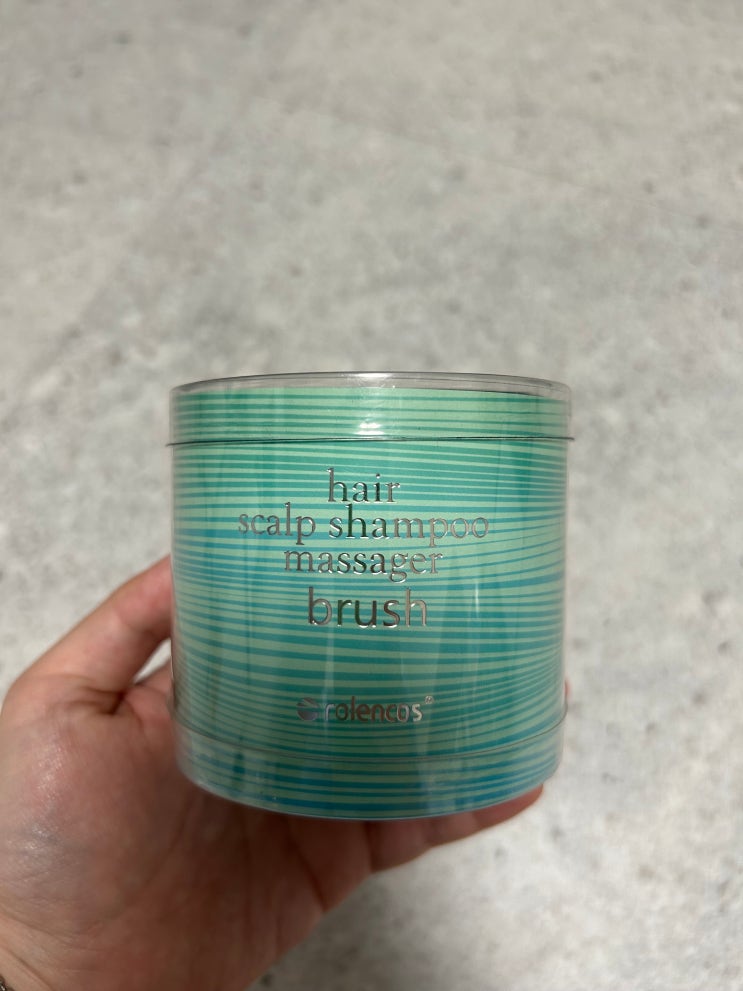 hair
scalp shampoo
massager
brush
rolencos®